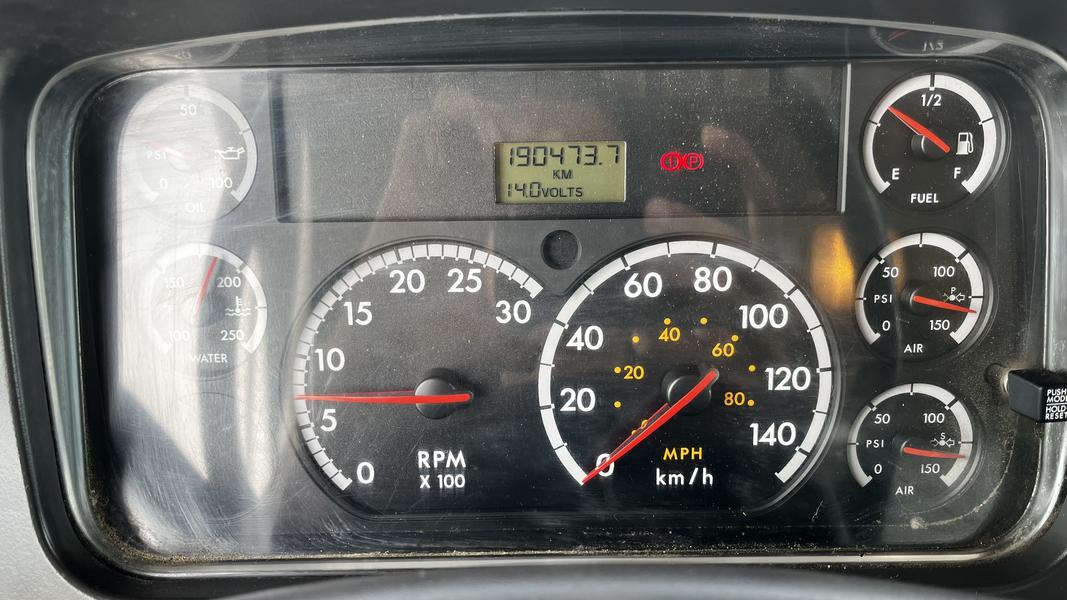 50
PSI
0 100
OIL
150 200
100 250
WATER
0
5
10
15
20
25
30
RPM
X 100
190473.7
KM
14.0VOLTS
P
0
20
40
60
80
100
120
140
20
40
60
80
MPH
km/h
1/2
E F
FUEL
50 100
PSI P
0 150
AIR
50 100
PSI S
0 150
AIR
PUSH
MODE
HOLD
RESET